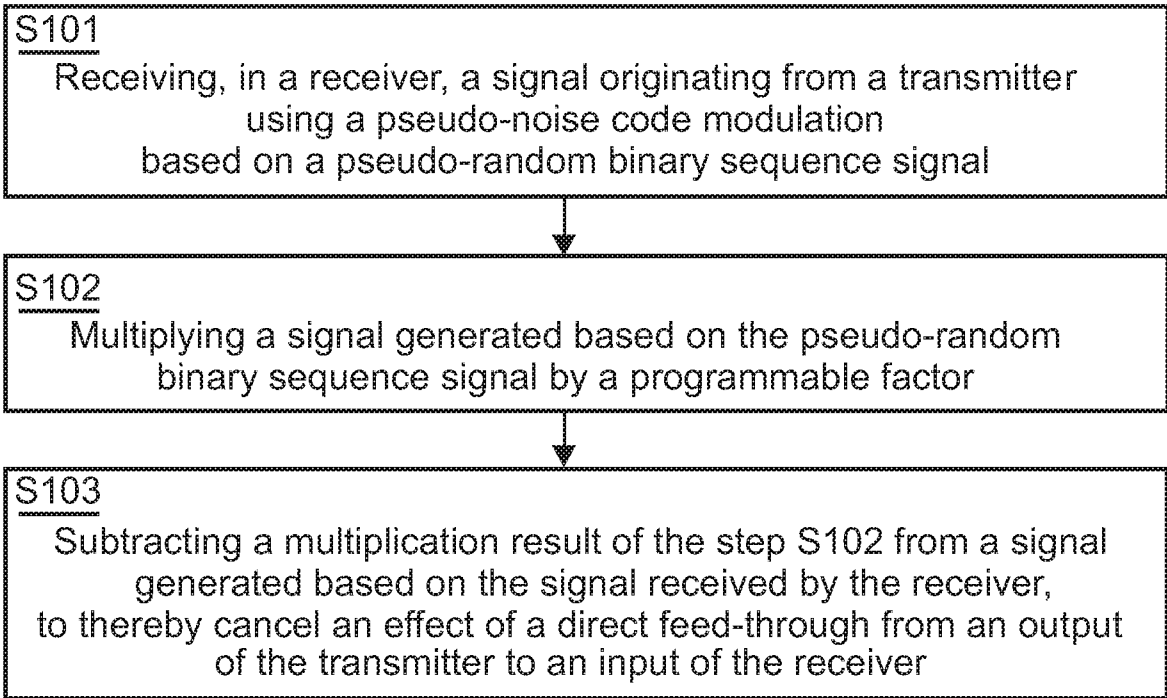 S101
Receiving, in a receiver, a signal originating from a transmitter
using a pseudo-noise code modulation
based on a pseudo-random binary sequence signal
S102
Multiplying a signal generated based on the pseudo-random
binary sequence signal by a programmable factor
S103
Subtracting a multiplication result of the step S102 from a signal
generated based on the signal received by the receiver,
to thereby cancel an effect of a direct feed-through from an output
of the transmitter to an input of the receiver